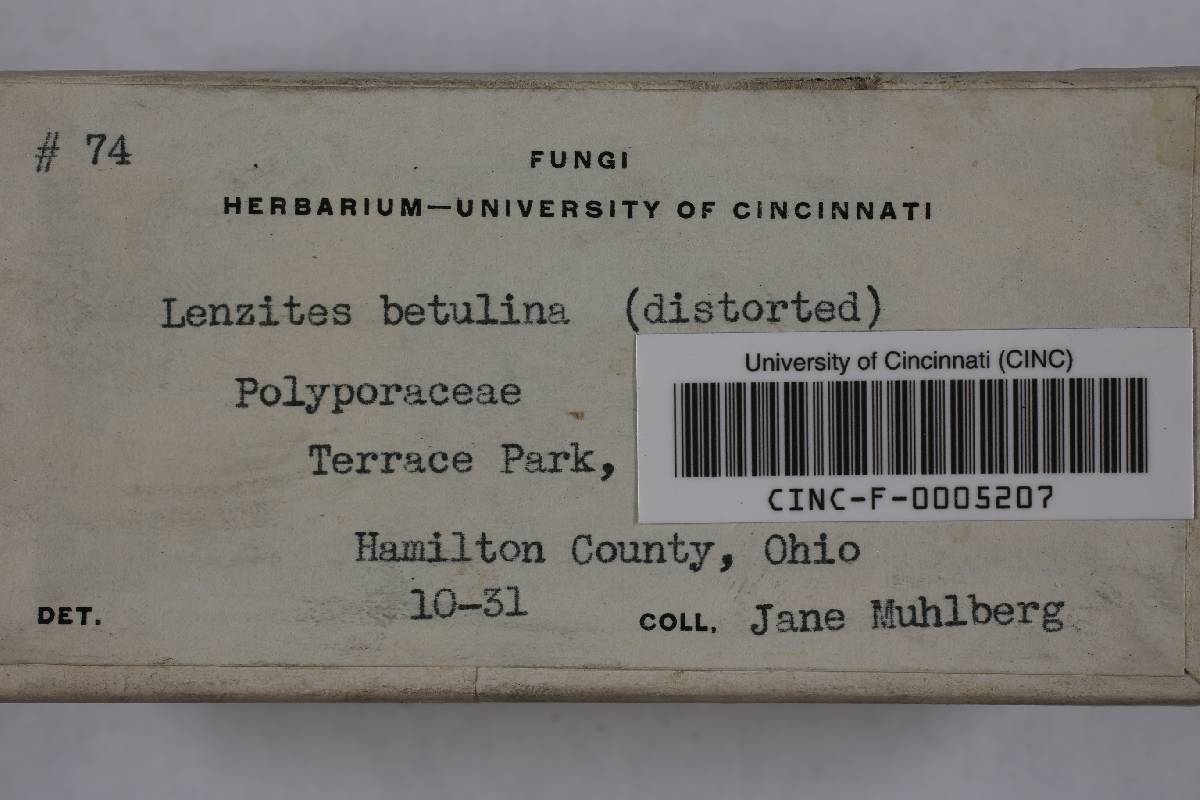 # 74
FUNGI
HERBARIUM—UNIVERSITY OF CINCINNATI
Lenzites betulina (distorted)
University of Cincinnati (CINC)
Polyporaceae
Terrace Park,
CINC-F-0005207
Hamilton County, Ohio
10-31
DET.
COLL. Jane Muhlberg